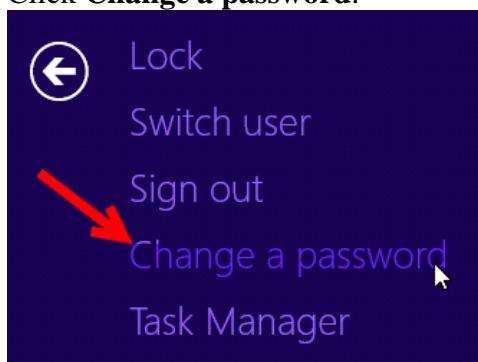 Click Change a password.
Lock
Switch user
Sign out
Change a password
Task Manager